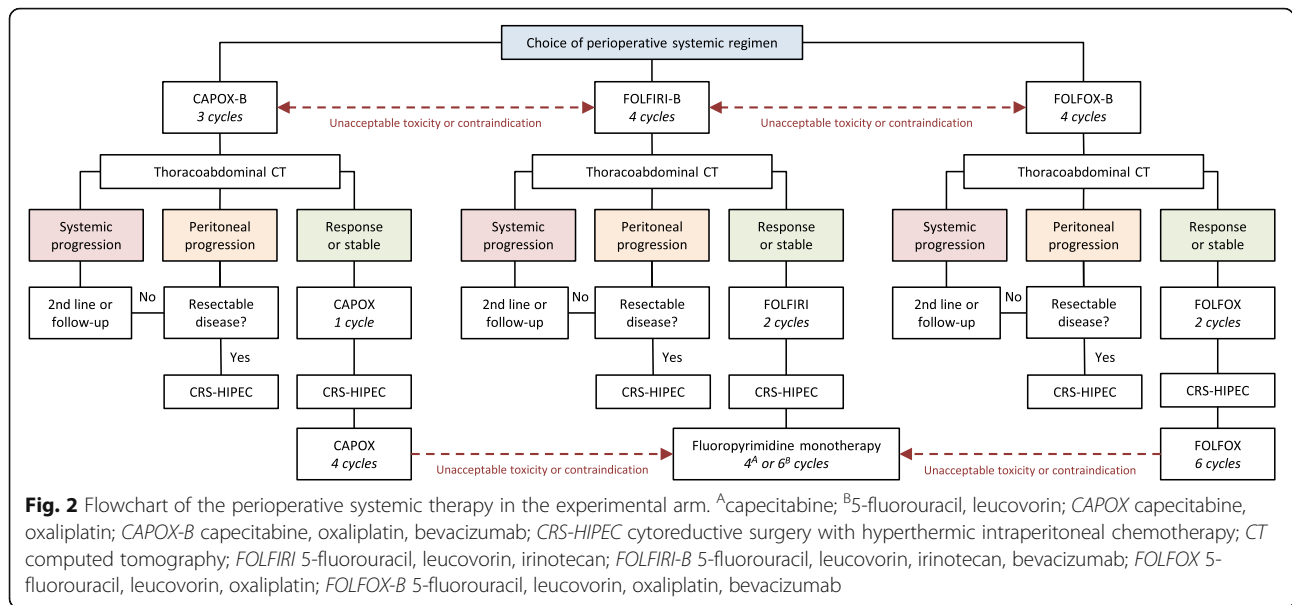 Choice of perioperative systemic regimen
CAPOX-B
3 cycles
Unacceptable toxicity or contraindication
FOLFIRI-B
4 cycles
Unacceptable toxicity or contraindication
FOLFOX-B
4 cycles
Thoracoabdominal CT
Thoracoabdominal CT
Thoracoabdominal CT
Systemic
progression
Peritoneal
progression
Response
or stable
Systemic
progression
Peritoneal
progression
Response
or stable
Systemic
progression
Peritoneal
progression
Response
or stable
2nd line or
follow-up
No
Resectable
disease?
CAPOX
1 cycle
2nd line or
follow-up
No
Resectable
disease?
FOLFIRI
2 cycles
2nd line or
follow-up
No
Resectable
disease?
FOLFOX
2 cycles
Yes
Yes
Yes
CRS-HIPEC
CRS-HIPEC
CRS-HIPEC
CRS-HIPEC
CRS-HIPEC
CRS-HIPEC
CAPOX
4 cycles
Unacceptable toxicity or contraindication
Fluoropyrimidine monotherapy
4A or 6B cycles
Unacceptable toxicity or contraindication
FOLFOX
6 cycles
Fig. 2 Flowchart of the perioperative systemic therapy in the experimental arm. Acapecitabine; B5-fluorouracil, leucovorin; CAPOX capecitabine,
oxaliplatin; CAPOX-B capecitabine, oxaliplatin, bevacizumab; CRS-HIPEC cytoreductive surgery with hyperthermic intraperitoneal chemotherapy; CT
computed tomography; FOLFIRI 5-fluorouracil, leucovorin, irinotecan; FOLFIRI-B 5-fluorouracil, leucovorin, irinotecan, bevacizumab; FOLFOX 5-
fluorouracil, leucovorin, oxaliplatin; FOLFOX-B 5-fluorouracil, leucovorin, oxaliplatin, bevacizumab